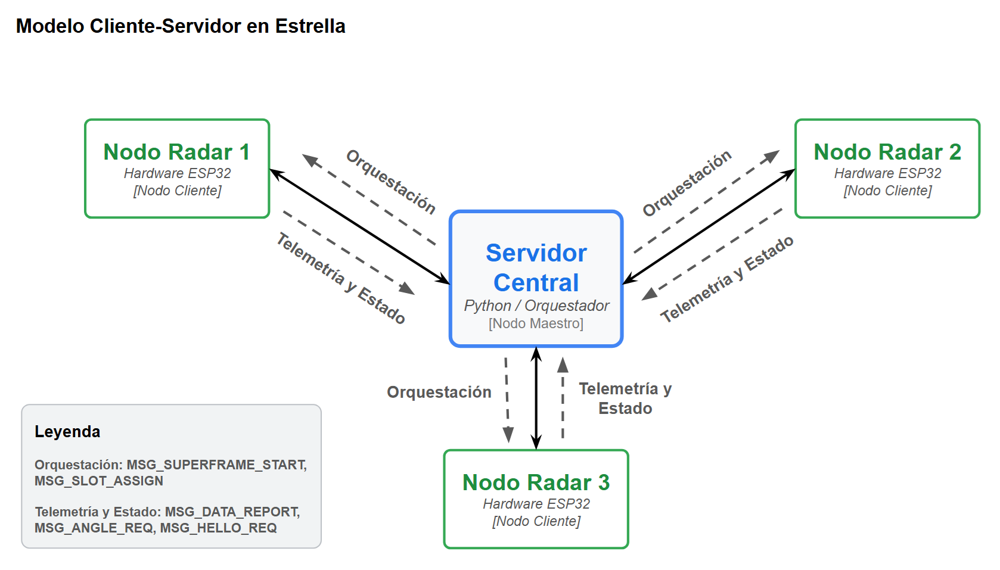 Modelo Cliente-Servidor en Estrella
Nodo Radar 1
Hardware ESP32
[Nodo Cliente]
Orquestación
Telemetría y Estado
Nodo Radar 2
Hardware ESP32
[Nodo Cliente]
Orquestación
Telemetría y Estado
Servidor
Central
Python / Orquestador
[Nodo Maestro]
Orquestación
Telemetría y
Estado
Nodo Radar 3
Hardware ESP32
[Nodo Cliente]
Leyenda
Orquestación: MSG_SUPERFRAME_START,
MSG_SLOT_ASSIGN
Telemetría y Estado: MSG_DATA_REPORT,
MSG_ANGLE_REQ, MSG_HELLO_REQ